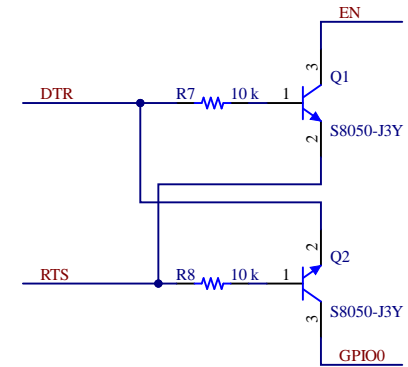 EN
3
Q1
DTR
R7
10 k
1
S8050-J3Y
2
2
Q2
RTS
R8
10 k
1
S8050-J3Y
3
GPIO0